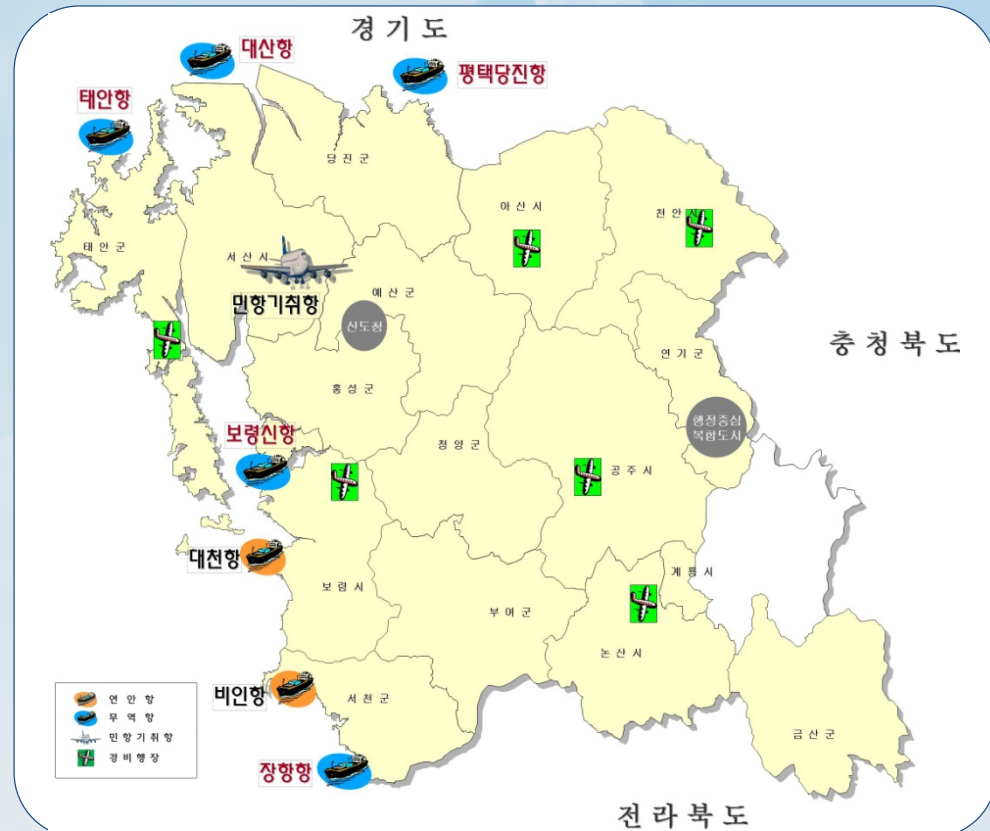 경기도
대산항
평택당진항
태안항
당진군
아산시
천안시
태안군
서산시
예산군
민항기취항
신도청
연기군
충청북도
홍성군
행정중심
복합도시
보령신항
청양군
공주시
대천항
계룡시
보령시
부여군
논산시
비인항
서천군
연안항
무역항
민항기취항
경비행장
금산군
장항항
전라북도